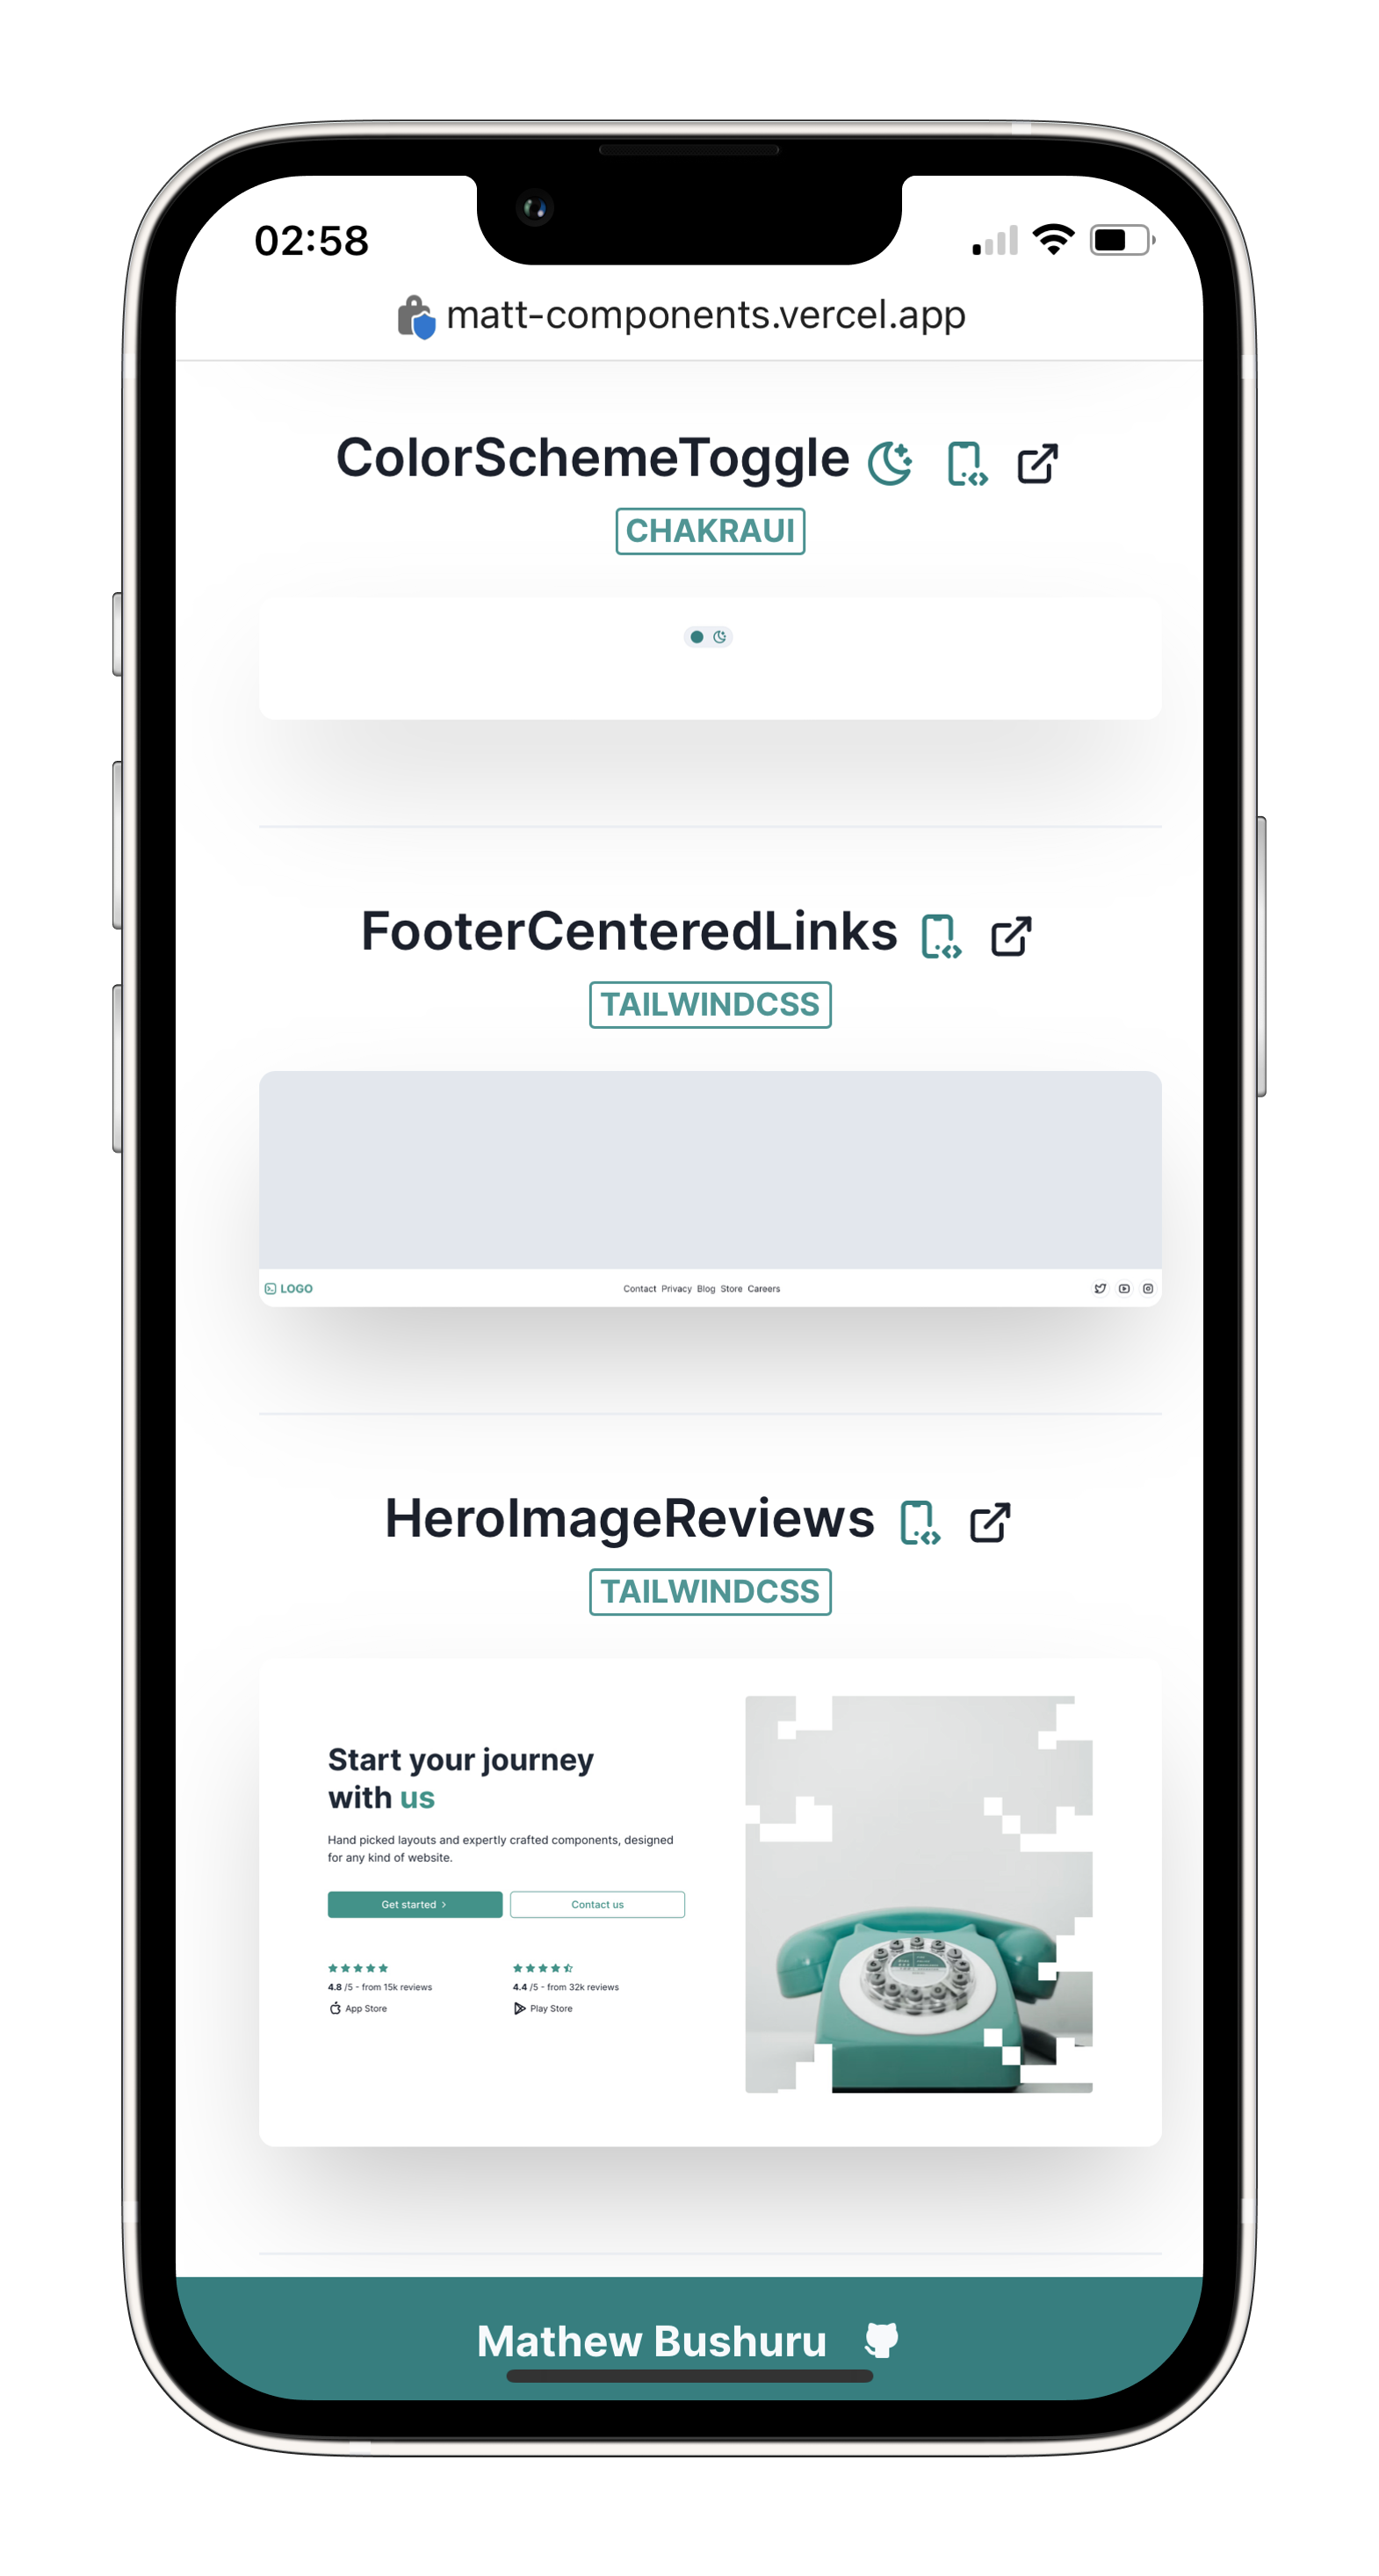 02:58
matt-components.vercel.app
ColorSchemeToggle
CHAKRAUI
FooterCenteredLinks
TAILWINDCSS
LOGO
Contact Privacy Blog Store Careers
HeroImageReviews
TAILWINDCSS
Start your journey
with us
Hand picked layouts and expertly crafted components, designed
for any kind of website.
Get started
Contact us
4.8 /5 - from 15k reviews
App Store
4.4 /5 - from 32k reviews
Play Store
Mathew Bushuru